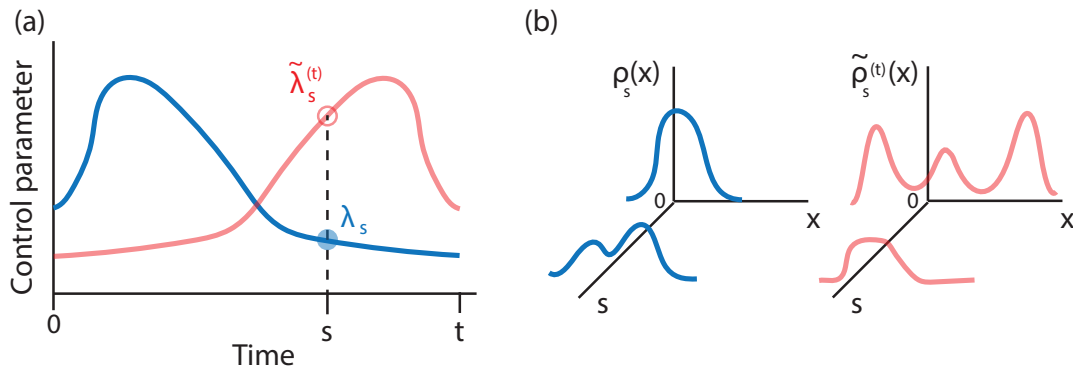 (a)
Control parameter
λ̃ₛ⁽ᵗ⁾
λₛ
0
s
t
Time
(b)
ρₛ(x)
0
x
s
ρ̃ₛ⁽ᵗ⁾(x)
0
x
s